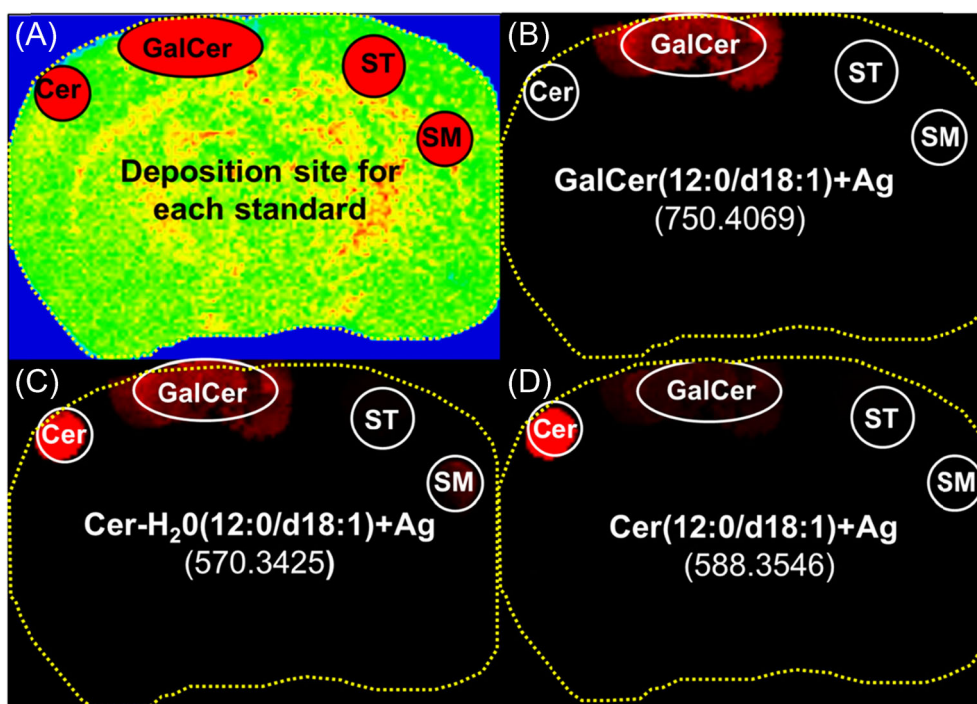 (A)
GalCer
Cer
ST
SM
Deposition site for
each standard
(B)
GalCer
Cer
ST
SM
GalCer(12:0/d18:1)+Ag
(750.4069)
(C)
GalCer
Cer
ST
SM
Cer-H₂0(12:0/d18:1)+Ag
(570.3425)
(D)
GalCer
Cer
ST
SM
Cer(12:0/d18:1)+Ag
(588.3546)